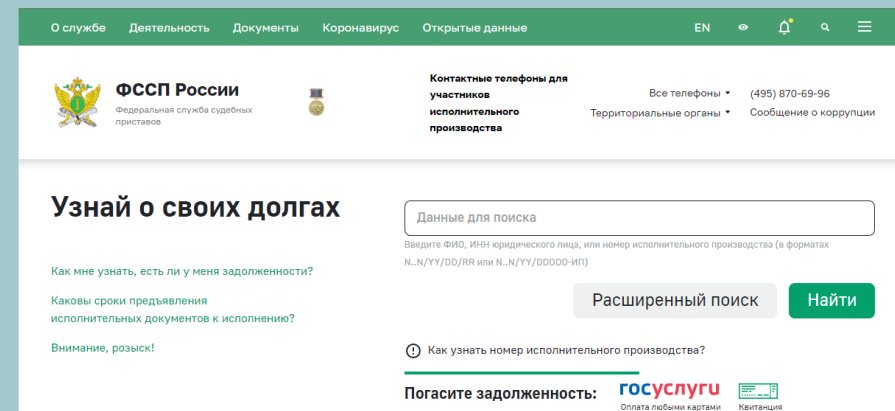 О службе Деятельность Документы Коронавирус Открытые данные EN
ФССП России
Федеральная служба судебных
приставов
Контактные телефоны для
участников
исполнительного
производства
Все телефоны
Территориальные органы
(495) 870-69-96
Сообщение о коррупции
Узнай о своих долгах
Как мне узнать, есть ли у меня задолженности?
Каковы сроки предъявления
исполнительных документов к исполнению?
Внимание, розыск!
Данные для поиска
Введите ФИО, ИНН юридического лица, или номер исполнительного производства (в форматах
N..N/YY/DD/RR или N..N/YY/DDDDD-ИП)
Расширенный поиск
Найти
Как узнать номер исполнительного производства?
Погасите задолженность:
госуслуги
Оплата любыми картами
Квитанция